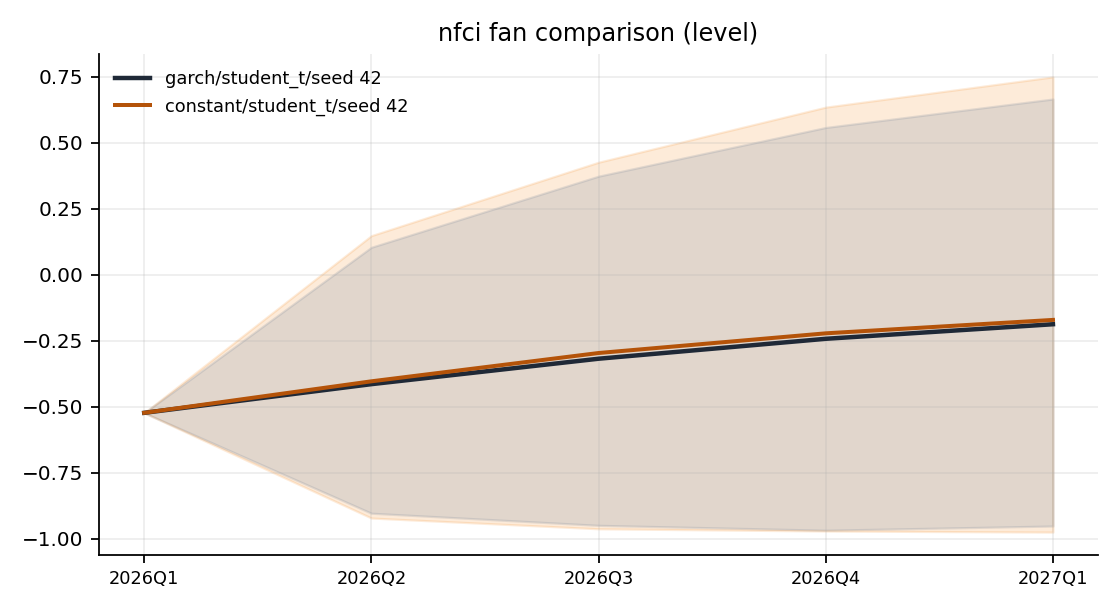 nfci fan comparison (level)
garch/student_t/seed 42
constant/student_t/seed 42
0.75
0.50
0.25
0.00
−0.25
−0.50
−0.75
−1.00
2026Q1 2026Q2 2026Q3 2026Q4 2027Q1